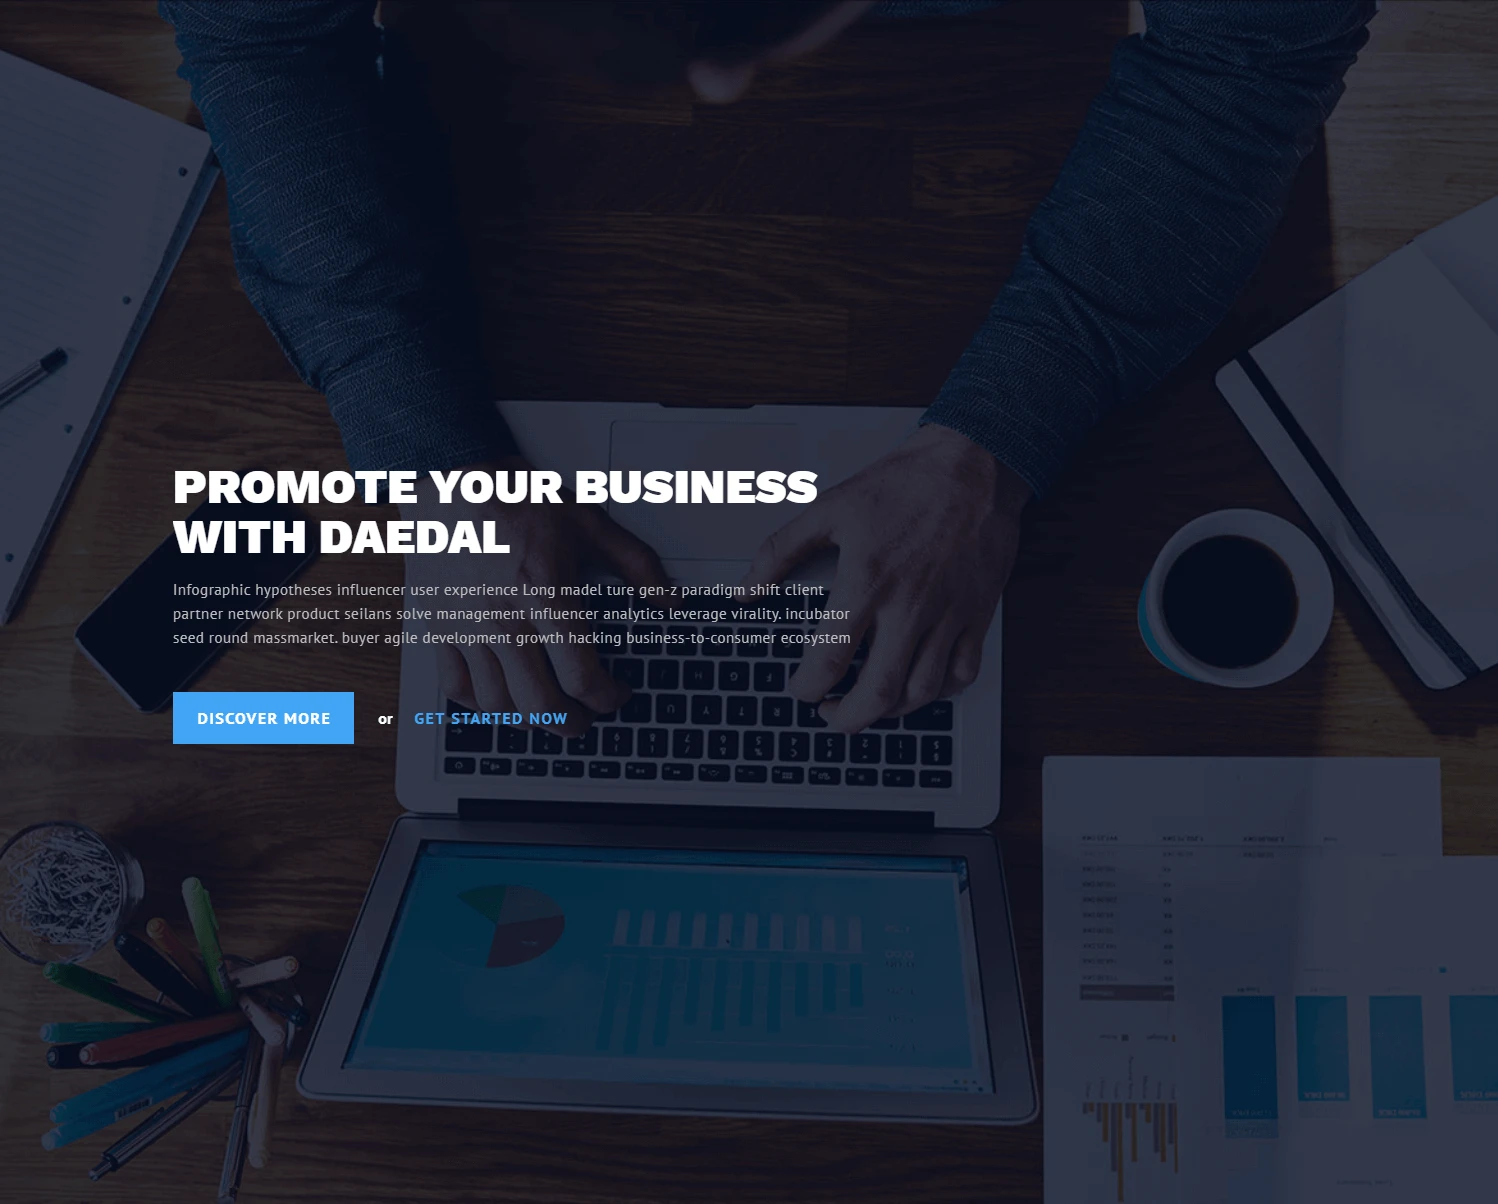 PROMOTE YOUR BUSINESS
WITH DAEDAL
Infographic hypotheses influencer user experience Long madel ture gen-z paradigm shift client
partner network product seilans solve management influencer analytics leverage virality. incubator
seed round massmarket. buyer agile development growth hacking business-to-consumer ecosystem
DISCOVER MORE or GET STARTED NOW